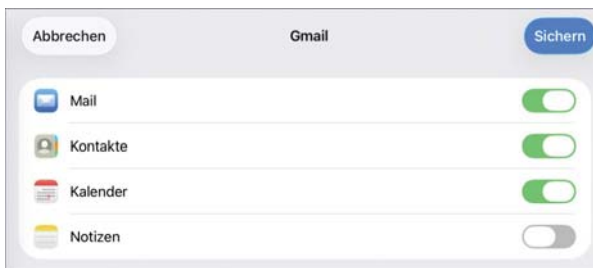 Abbrechen Gmail Sichern
Mail
Kontakte
Kalender
Notizen